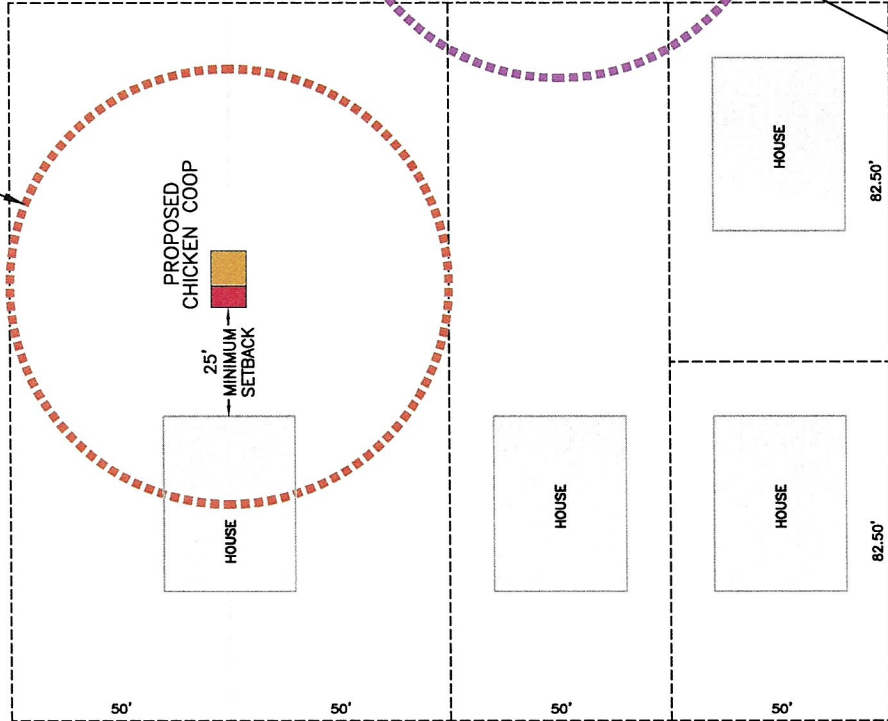 PROPOSED
CHICKEN COOP
25'
MINIMUM
SETBACK
HOUSE
HOUSE
HOUSE
HOUSE
82.50'
82.50'
50'
50'
50'
50'